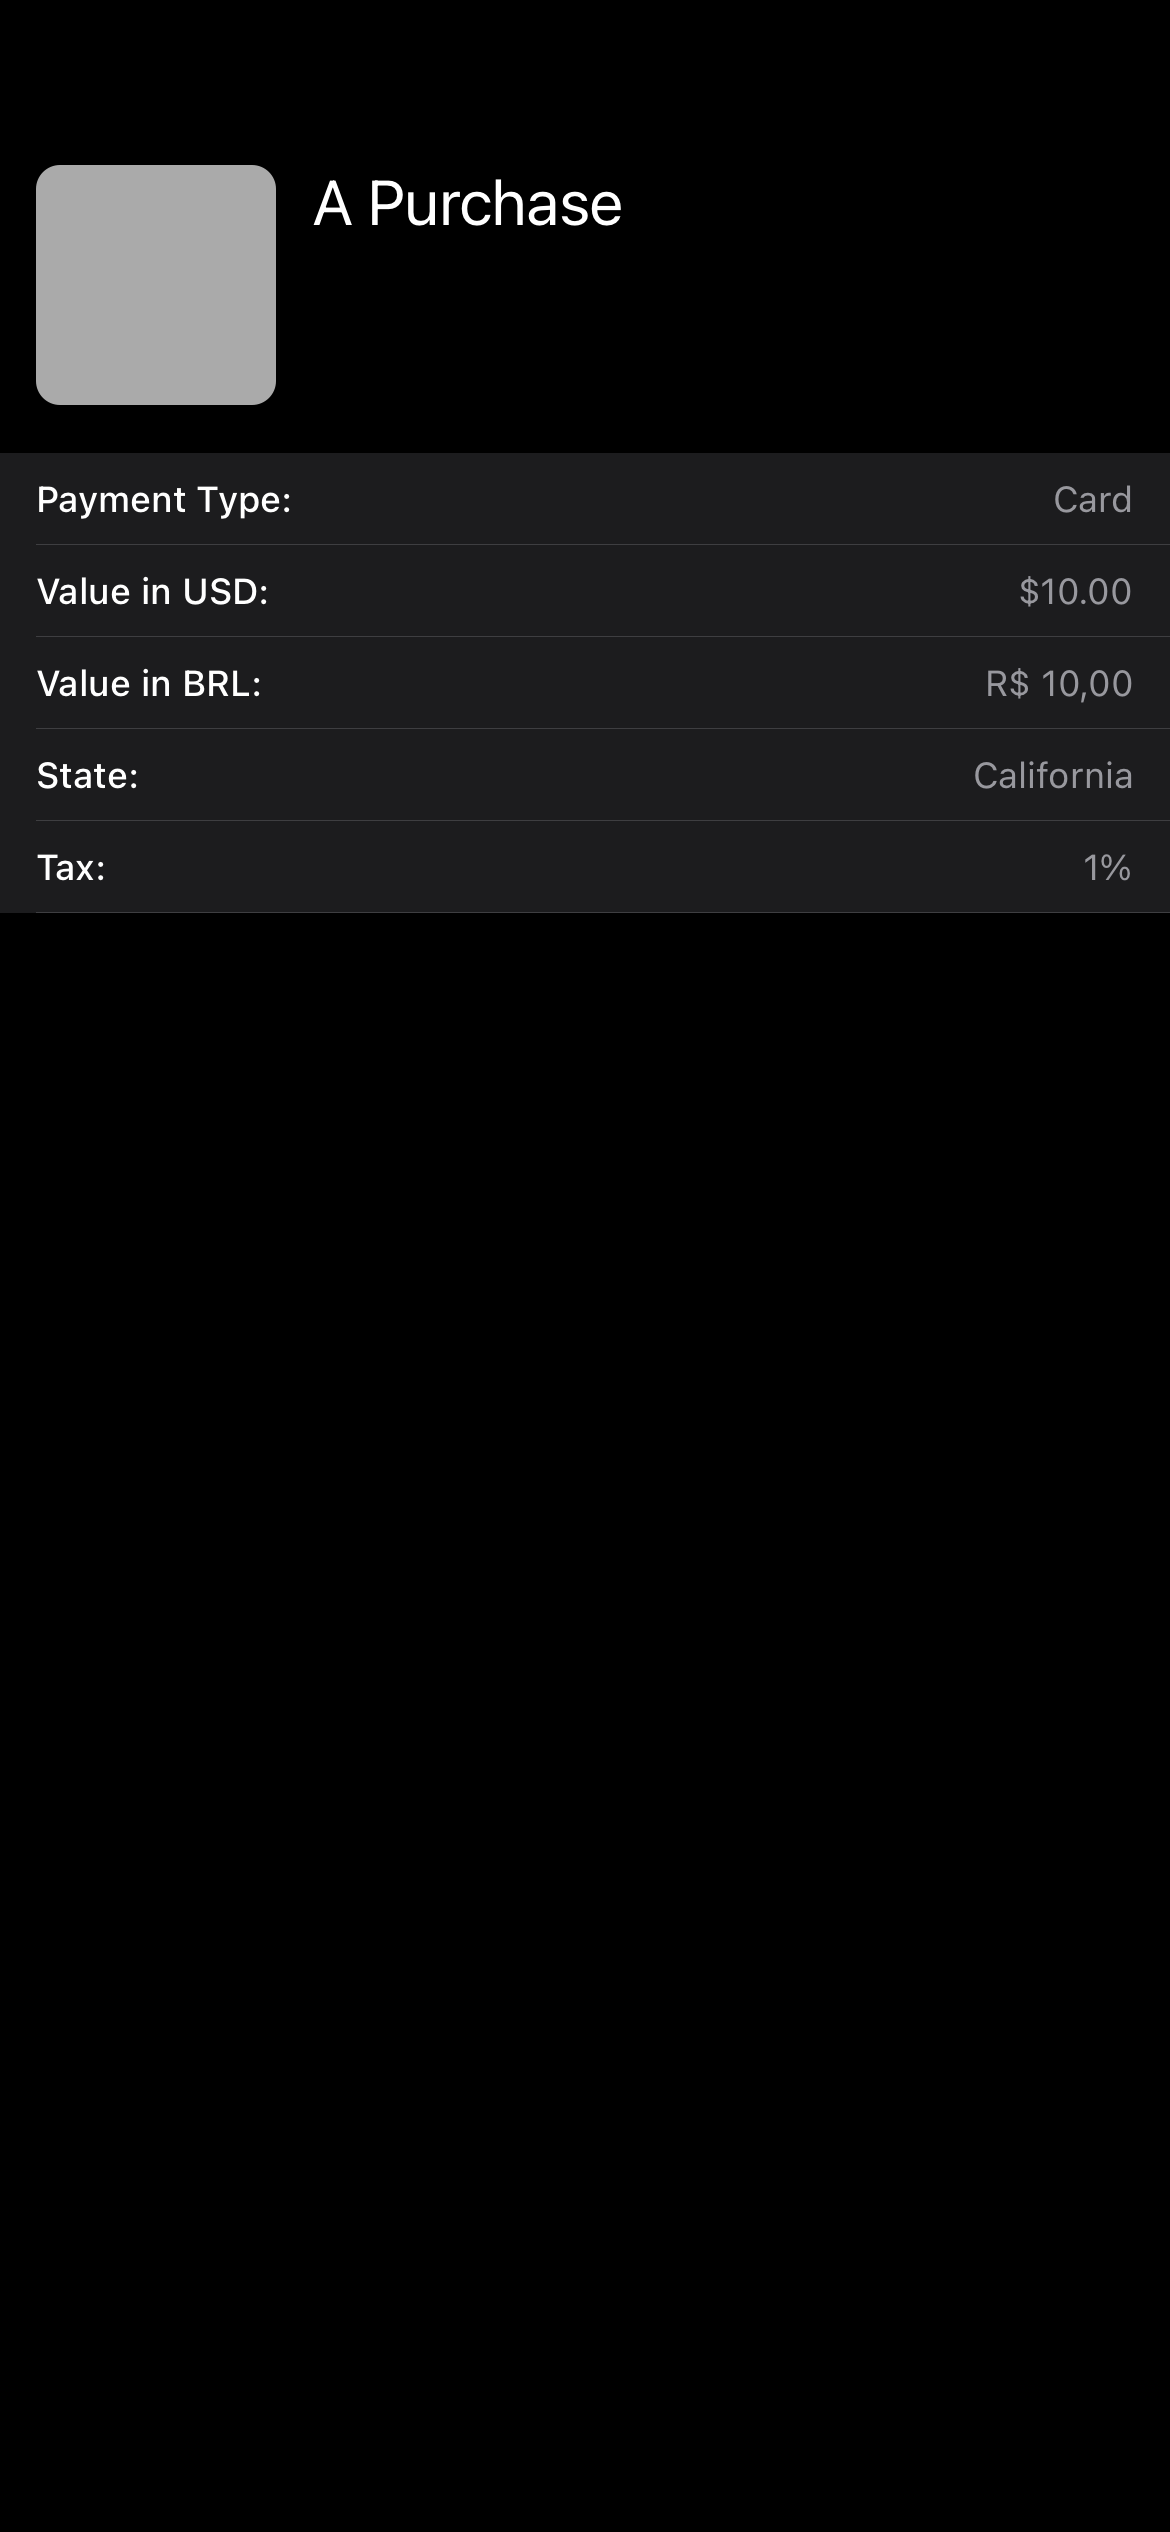 A Purchase
Payment Type: Card
Value in USD: $10.00
Value in BRL: R$ 10,00
State: California
Tax: 1%